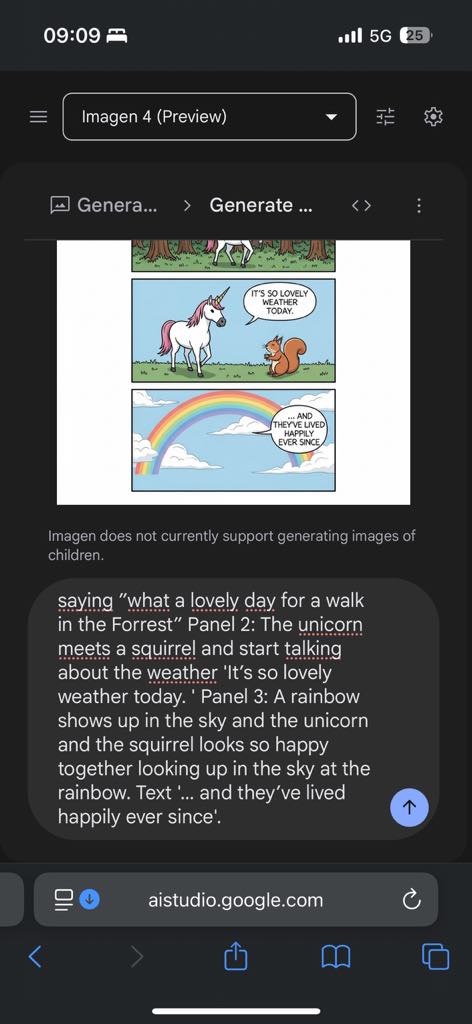 09:09
5G 25
Imagen 4 (Preview)
Genera... > Generate ... <>
IT'S SO LOVELY
WEATHER
TODAY.
... AND
THEY'VE LIVED
HAPPILY
EVER SINCE
Imagen does not currently support generating images of
children.
saying "what a lovely day for a walk
in the Forrest" Panel 2: The unicorn
meets a squirrel and start talking
about the weather 'It's so lovely
weather today. ' Panel 3: A rainbow
shows up in the sky and the unicorn
and the squirrel looks so happy
together looking up in the sky at the
rainbow. Text '... and they've lived
happily ever since'.
aistudio.google.com